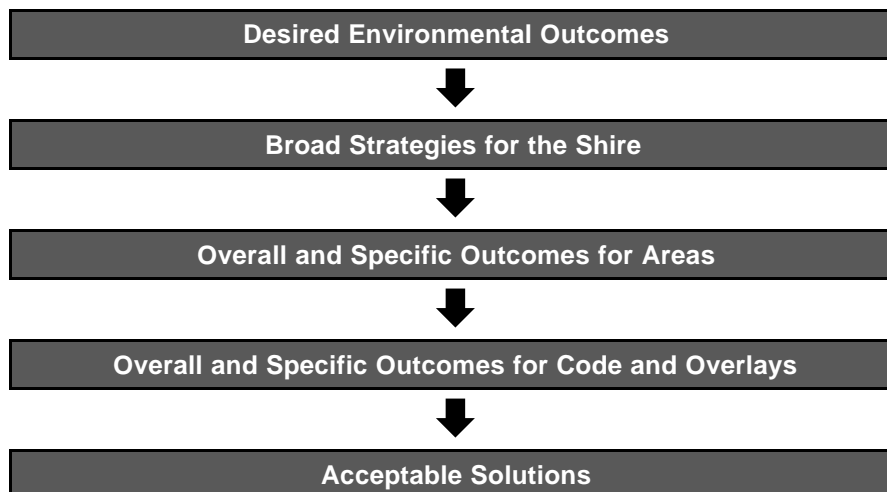 Desired Environmental Outcomes
Broad Strategies for the Shire
Overall and Specific Outcomes for Areas
Overall and Specific Outcomes for Code and Overlays
Acceptable Solutions